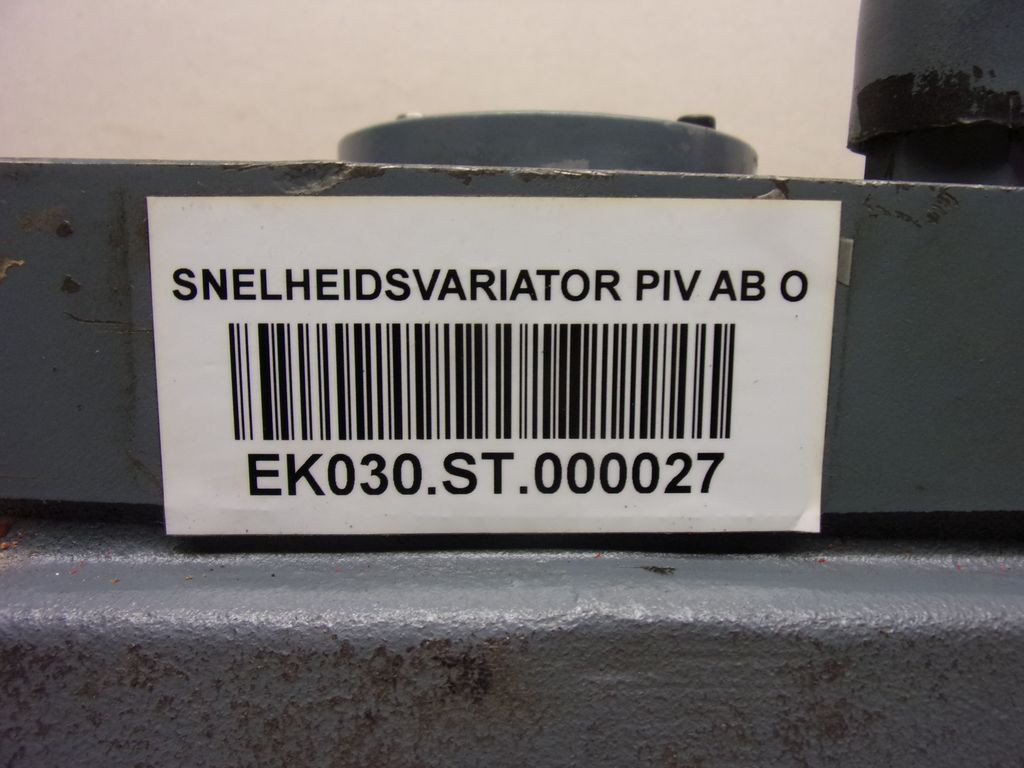 SNELHEIDSVARIATOR PIV AB O
EK030.ST.000027